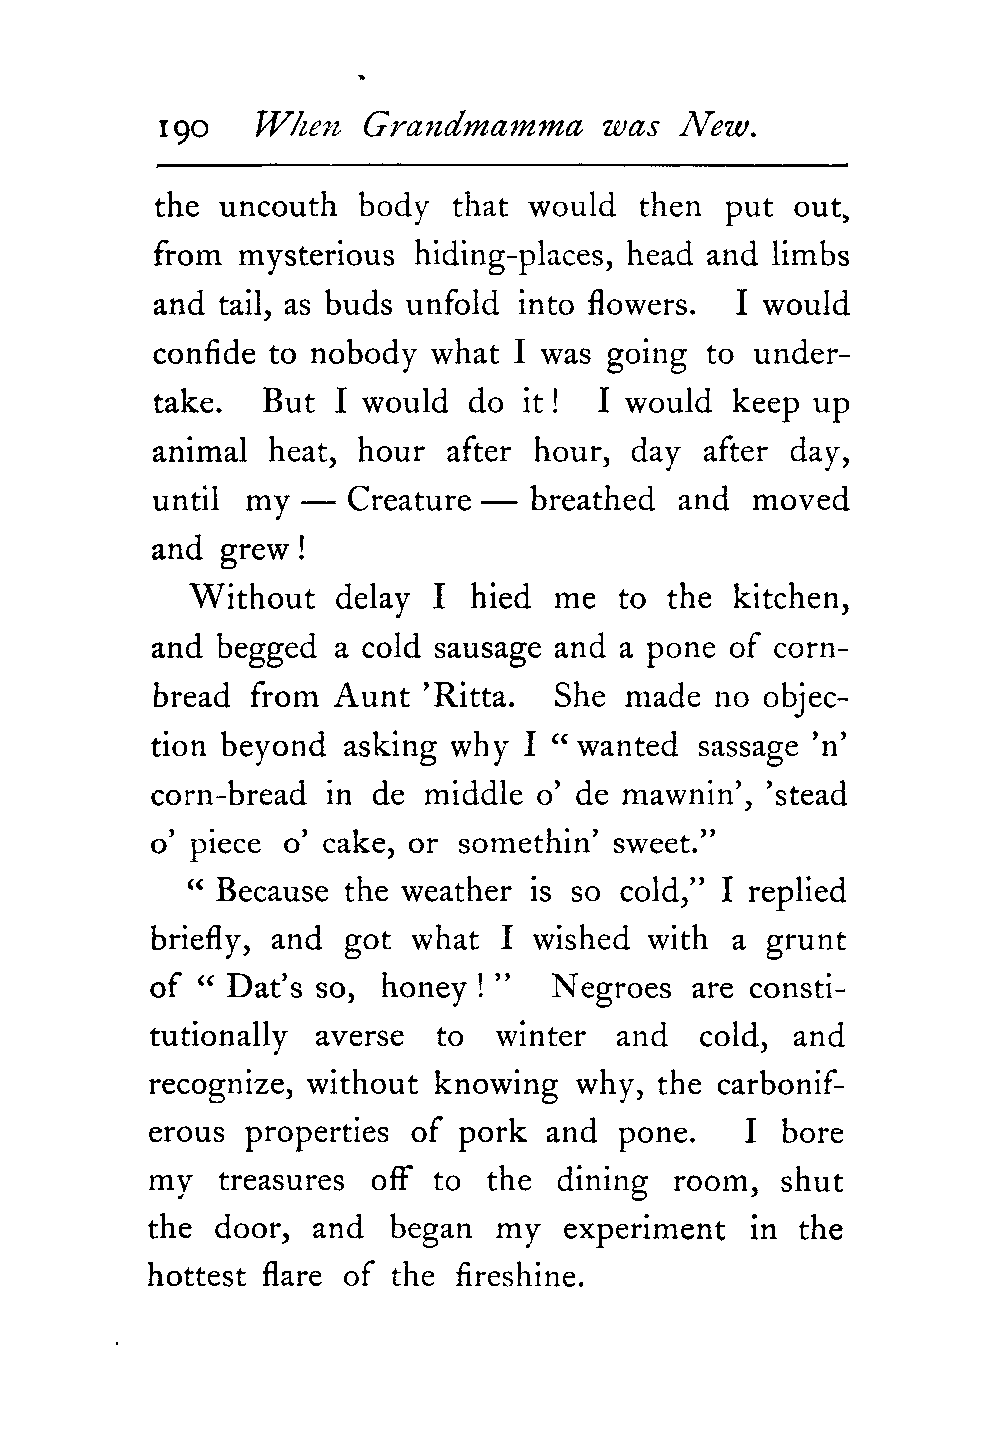 190 When Grandmamma was New.
the uncouth body that would then put out,
from mysterious hiding-places, head and limbs
and tail, as buds unfold into flowers. I would
confide to nobody what I was going to under-
take. But I would do it! I would keep up
animal heat, hour after hour, day after day,
until my — Creature — breathed and moved
and grew!
Without delay I hied me to the kitchen,
and begged a cold sausage and a pone of corn-
bread from Aunt ’Ritta. She made no objec-
tion beyond asking why I “ wanted sassage ’n’
corn-bread in de middle o’ de mawnin’, ’stead
o’ piece o’ cake, or somethin’ sweet.”
“ Because the weather is so cold,” I replied
briefly, and got what I wished with a grunt
of “ Dat’s so, honey ! ” Negroes are consti-
tutionally averse to winter and cold, and
recognize, without knowing why, the carbonif-
erous properties of pork and pone. I bore
my treasures off to the dining room, shut
the door, and began my experiment in the
hottest flare of the fireshine.